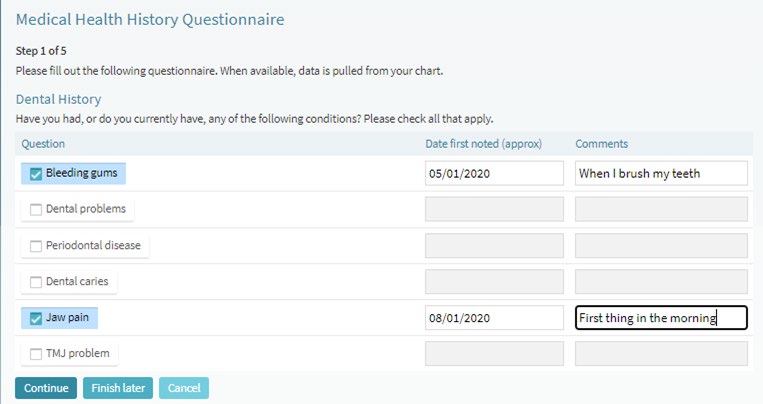 Medical Health History Questionnaire
Step 1 of 5
Please fill out the following questionnaire. When available, data is pulled from your chart.
Dental History
Have you had, or do you currently have, any of the following conditions? Please check all that apply.
Question Date first noted (approx) Comments
Bleeding gums 05/01/2020 When I brush my teeth
Dental problems
Periodontal disease
Dental caries
Jaw pain 08/01/2020 First thing in the morning
TMJ problem
Continue Finish later Cancel